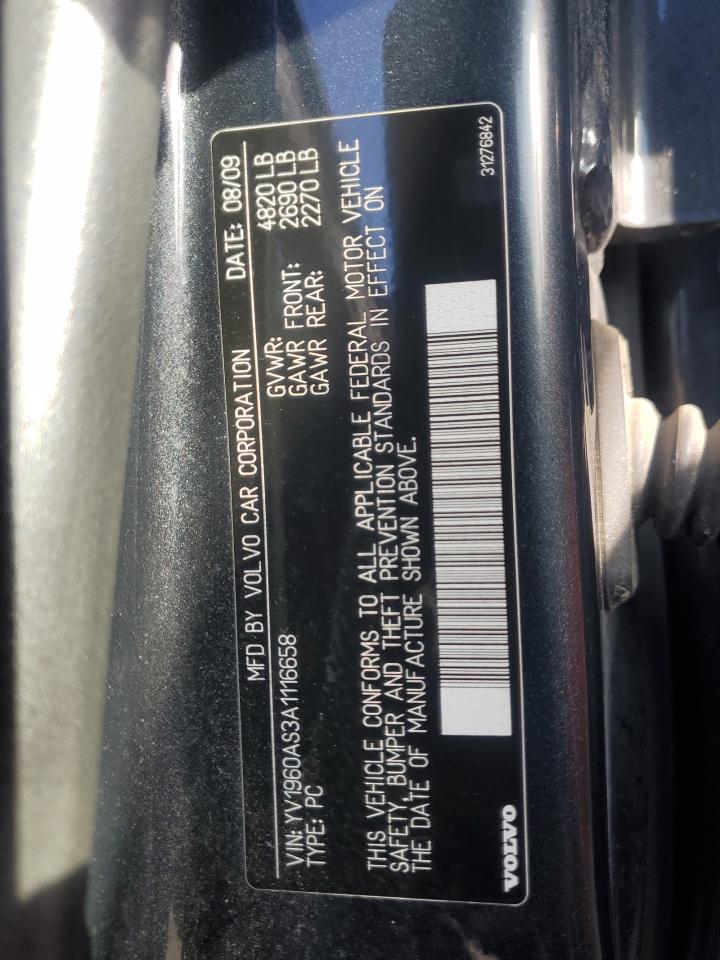 MFD BY VOLVO CAR CORPORATION DATE: 08/09
GVWR: 4820 LB
GAWR FRONT: 2690 LB
GAWR REAR: 2270 LB
VIN: YV1960AS3A1116658
TYPE: PC
THIS VEHICLE CONFORMS TO ALL APPLICABLE FEDERAL MOTOR VEHICLE
SAFETY, BUMPER AND THEFT PREVENTION STANDARDS IN EFFECT ON
THE DATE OF MANUFACTURE SHOWN ABOVE.
VOLVO 31276842